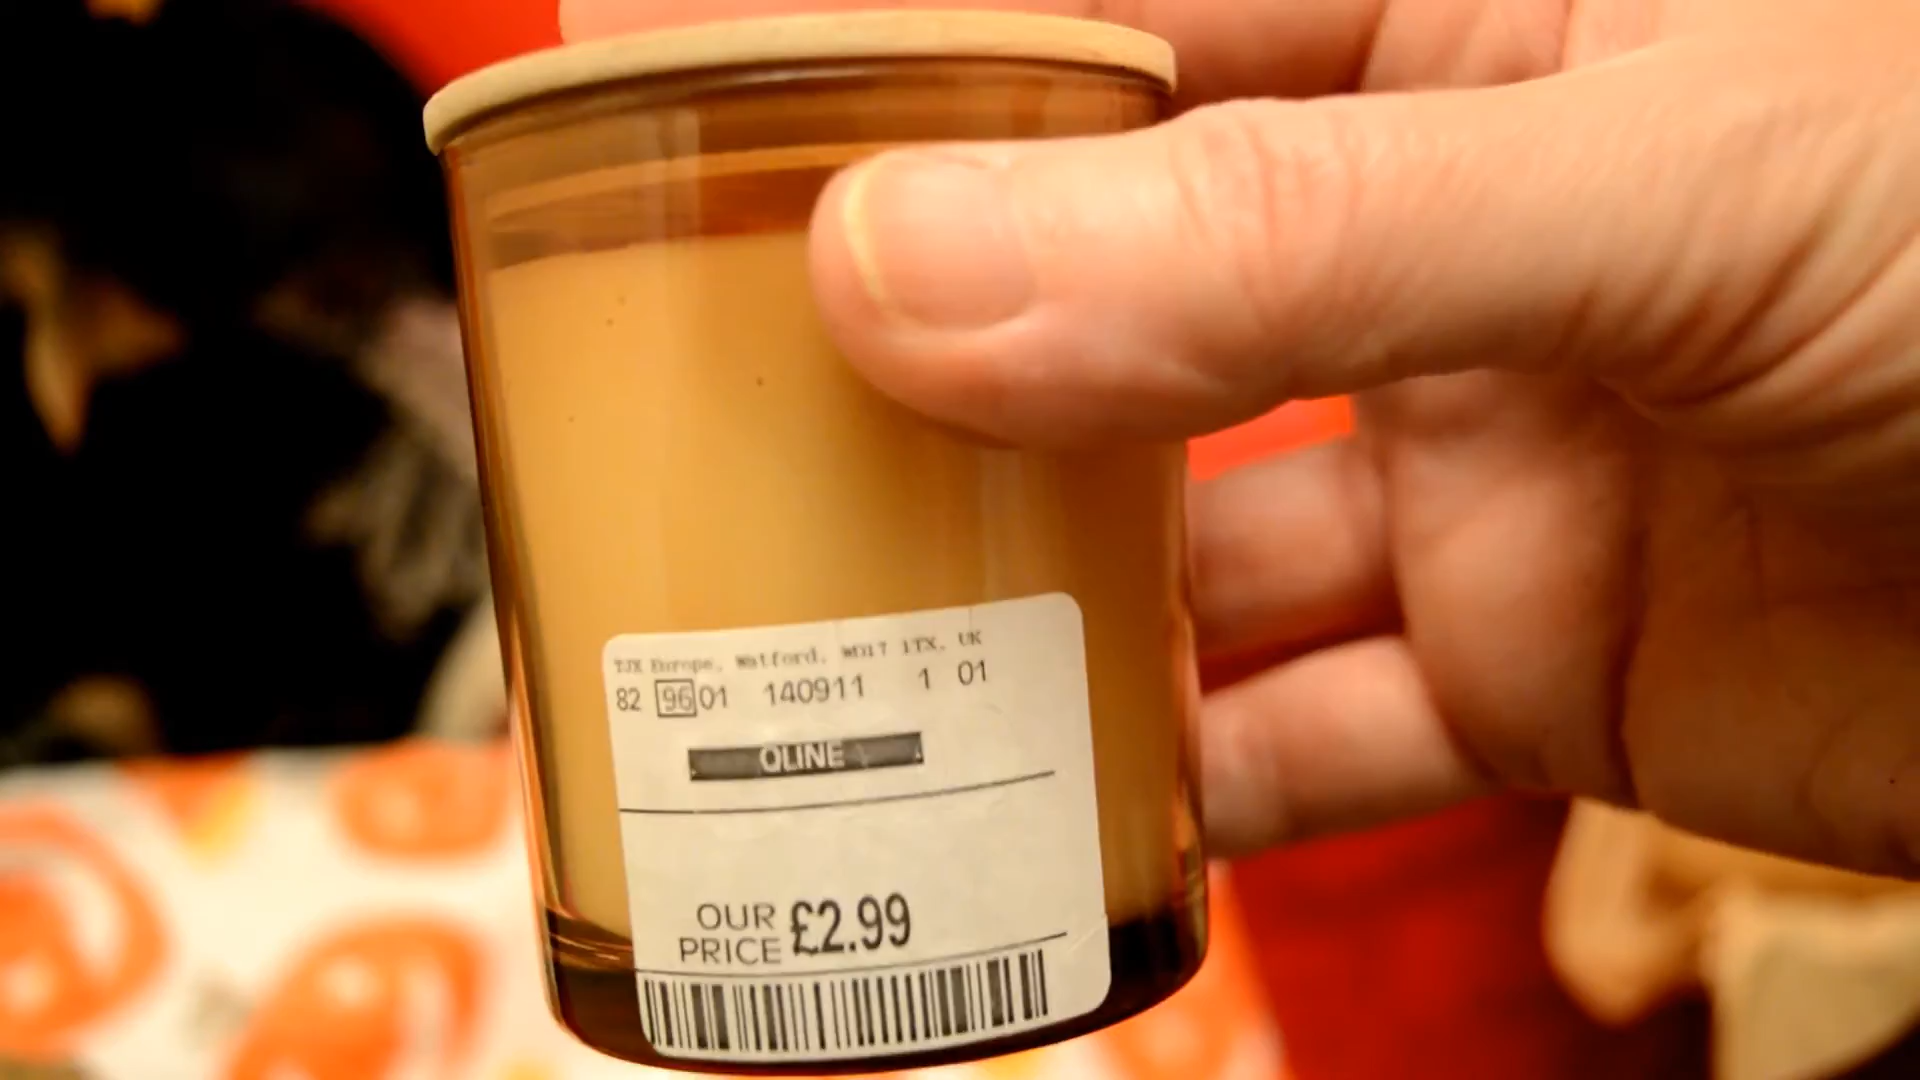 TJX Europe, Watford, WD17 1TX, UK
82 96 01 140911 1 01
QLINE
OUR PRICE £2.99